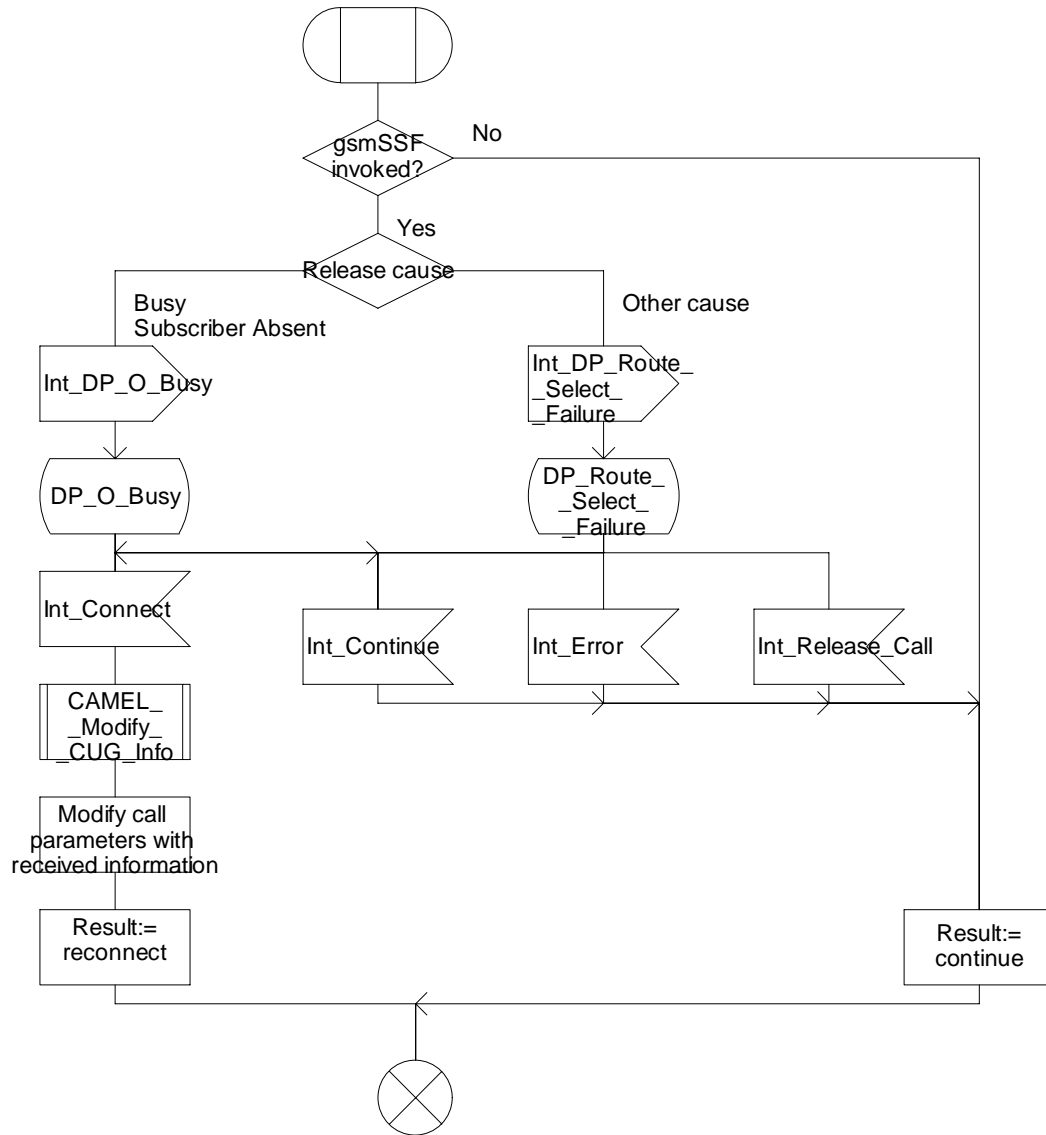 gsmSSF
invoked?
No
Yes
Release cause
Busy
Subscriber Absent
Other cause
Int_DP_O_Busy
Int_DP_Route_
_Select_
_Failure
DP_O_Busy
DP_Route_
_Select_
_Failure
Int_Connect
Int_Continue
Int_Error
Int_Release_Call
CAMEL_
_Modify_
_CUG_Info
Modify call
parameters with
received information
Result:=
reconnect
Result:=
continue